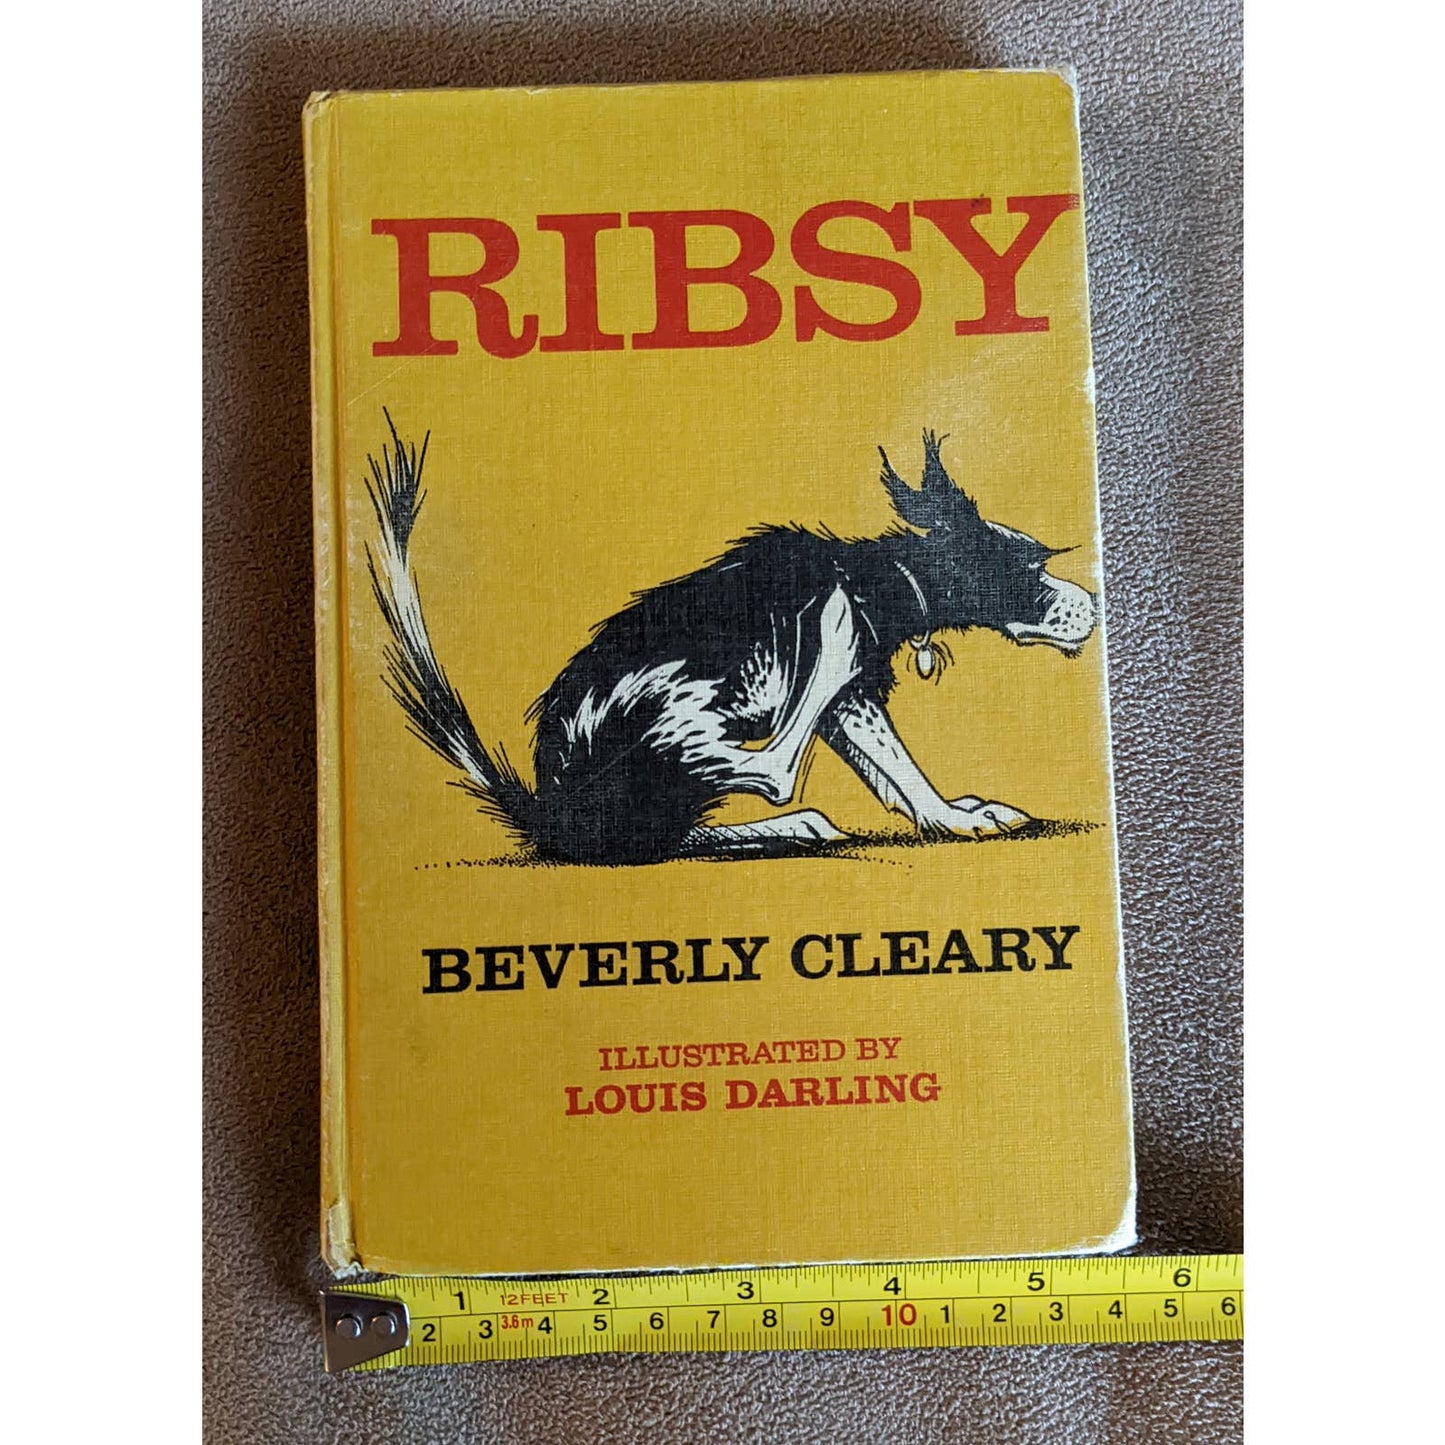 RIBSY
BEVERLY CLEARY
ILLUSTRATED BY
LOUIS DARLING
1 12FEET 2 3 4 5 6
2 3 3.6m 4 5 6 7 8 9 10 1 2 3 4 5 6